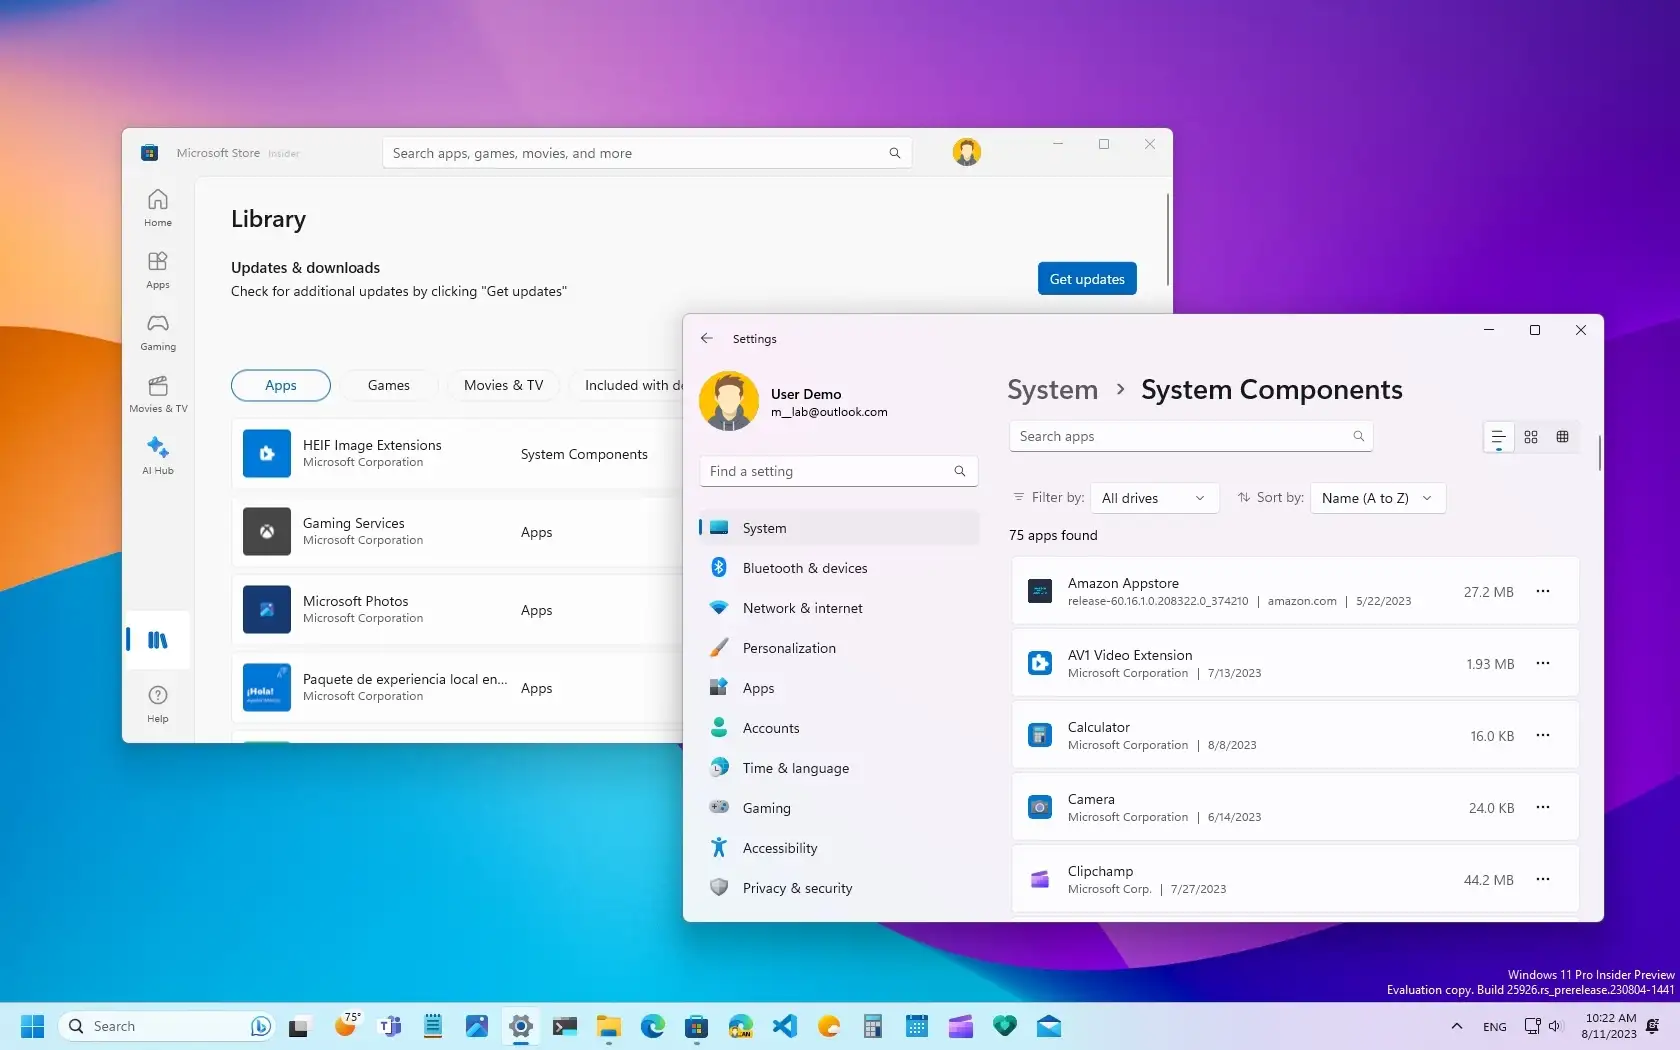 Microsoft Store Insider
Search apps, games, movies, and more
Home
Apps
Gaming
Movies & TV
AI Hub
Help
Library
Updates & downloads
Check for additional updates by clicking "Get updates"
Get updates
Apps
Games
Movies & TV
Included with de
HEIF Image Extensions
Microsoft Corporation
System Components
Gaming Services
Microsoft Corporation
Apps
Microsoft Photos
Microsoft Corporation
Apps
¡Hola!
Paquete de experiencia local en...
Microsoft Corporation
Apps
Settings
User Demo
m__lab@outlook.com
Find a setting
System
Bluetooth & devices
Network & internet
Personalization
Apps
Accounts
Time & language
Gaming
Accessibility
Privacy & security
System > System Components
Search apps
Filter by: All drives
Sort by: Name (A to Z)
75 apps found
Amazon Appstore
release-60.16.1.0.208322.0_374210 | amazon.com | 5/22/2023
27.2 MB
AV1 Video Extension
Microsoft Corporation | 7/13/2023
1.93 MB
Calculator
Microsoft Corporation | 8/8/2023
16.0 KB
Camera
Microsoft Corporation | 6/14/2023
24.0 KB
Clipchamp
Microsoft Corp. | 7/27/2023
44.2 MB
Windows 11 Pro Insider Preview
Evaluation copy. Build 25926.rs_prerelease.230804-1441
Search
75°
ENG
10:22 AM
8/11/2023